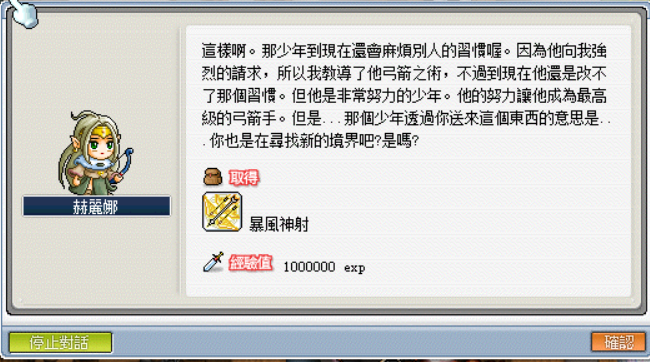 這樣啊。那少年到現在還會麻煩別人的習慣喔。因為他向我強
烈的請求，所以我教導了他弓箭之術，不過到現在他還是改不
了那個習慣。但他是非常努力的少年。他的努力讓他成為最高
級的弓箭手。但是...那個少年透過你送來這個東西的意思是..
.你也是在尋找新的境界吧?是嗎?
取得
暴風神射
經驗值 1000000 exp
赫麗娜
停止對話
確認